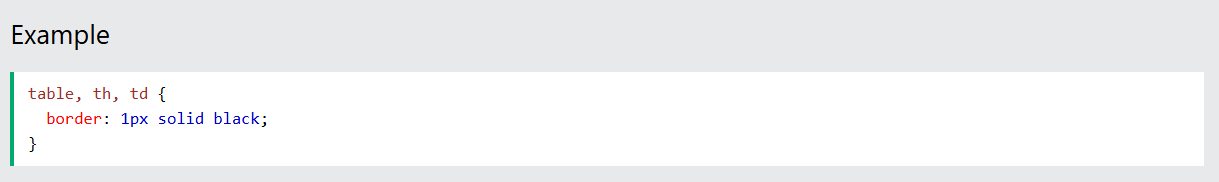 Example
table, th, td {
  border: 1px solid black;
}